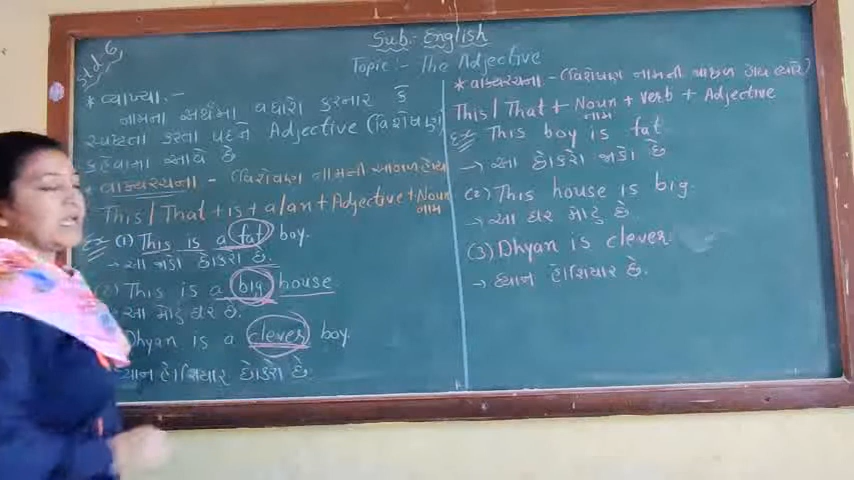 Std-6
Sub:- English
Topic :- The Adjective
* વ્યાખ્યા. -
નામના અર્થમાં વધારો કરનાર કે
સ્પષ્ટતા કરતા પદને Adjective (વિશેષણ)
કહેવામાં આવે છે
* વાક્યરચના - (વિશેષણ નામની આગળ હોય
This / That + is + a/an + Adjective + Noun
નામ
Ex (1) This is a fat boy.
→ આ જાડો છોકરો છે.
(2) This is a big house
→ આ મોટુ ઘર છે.
Dhyan is a clever boy.
ધ્યાન હોશિયાર છોકરો છે.
* વાક્યરચના - (વિશેષણ નામની પાછળ હોય ત્યારે)
This / That + Noun + verb + Adjective
નામ
Ex This boy is fat
→ આ છોકરો જાડો છે
(2) This house is big.
→ આ ઘર મોટુ છે.
(3) Dhyan is clever.
→ ધ્યાન હોશિયાર છે.